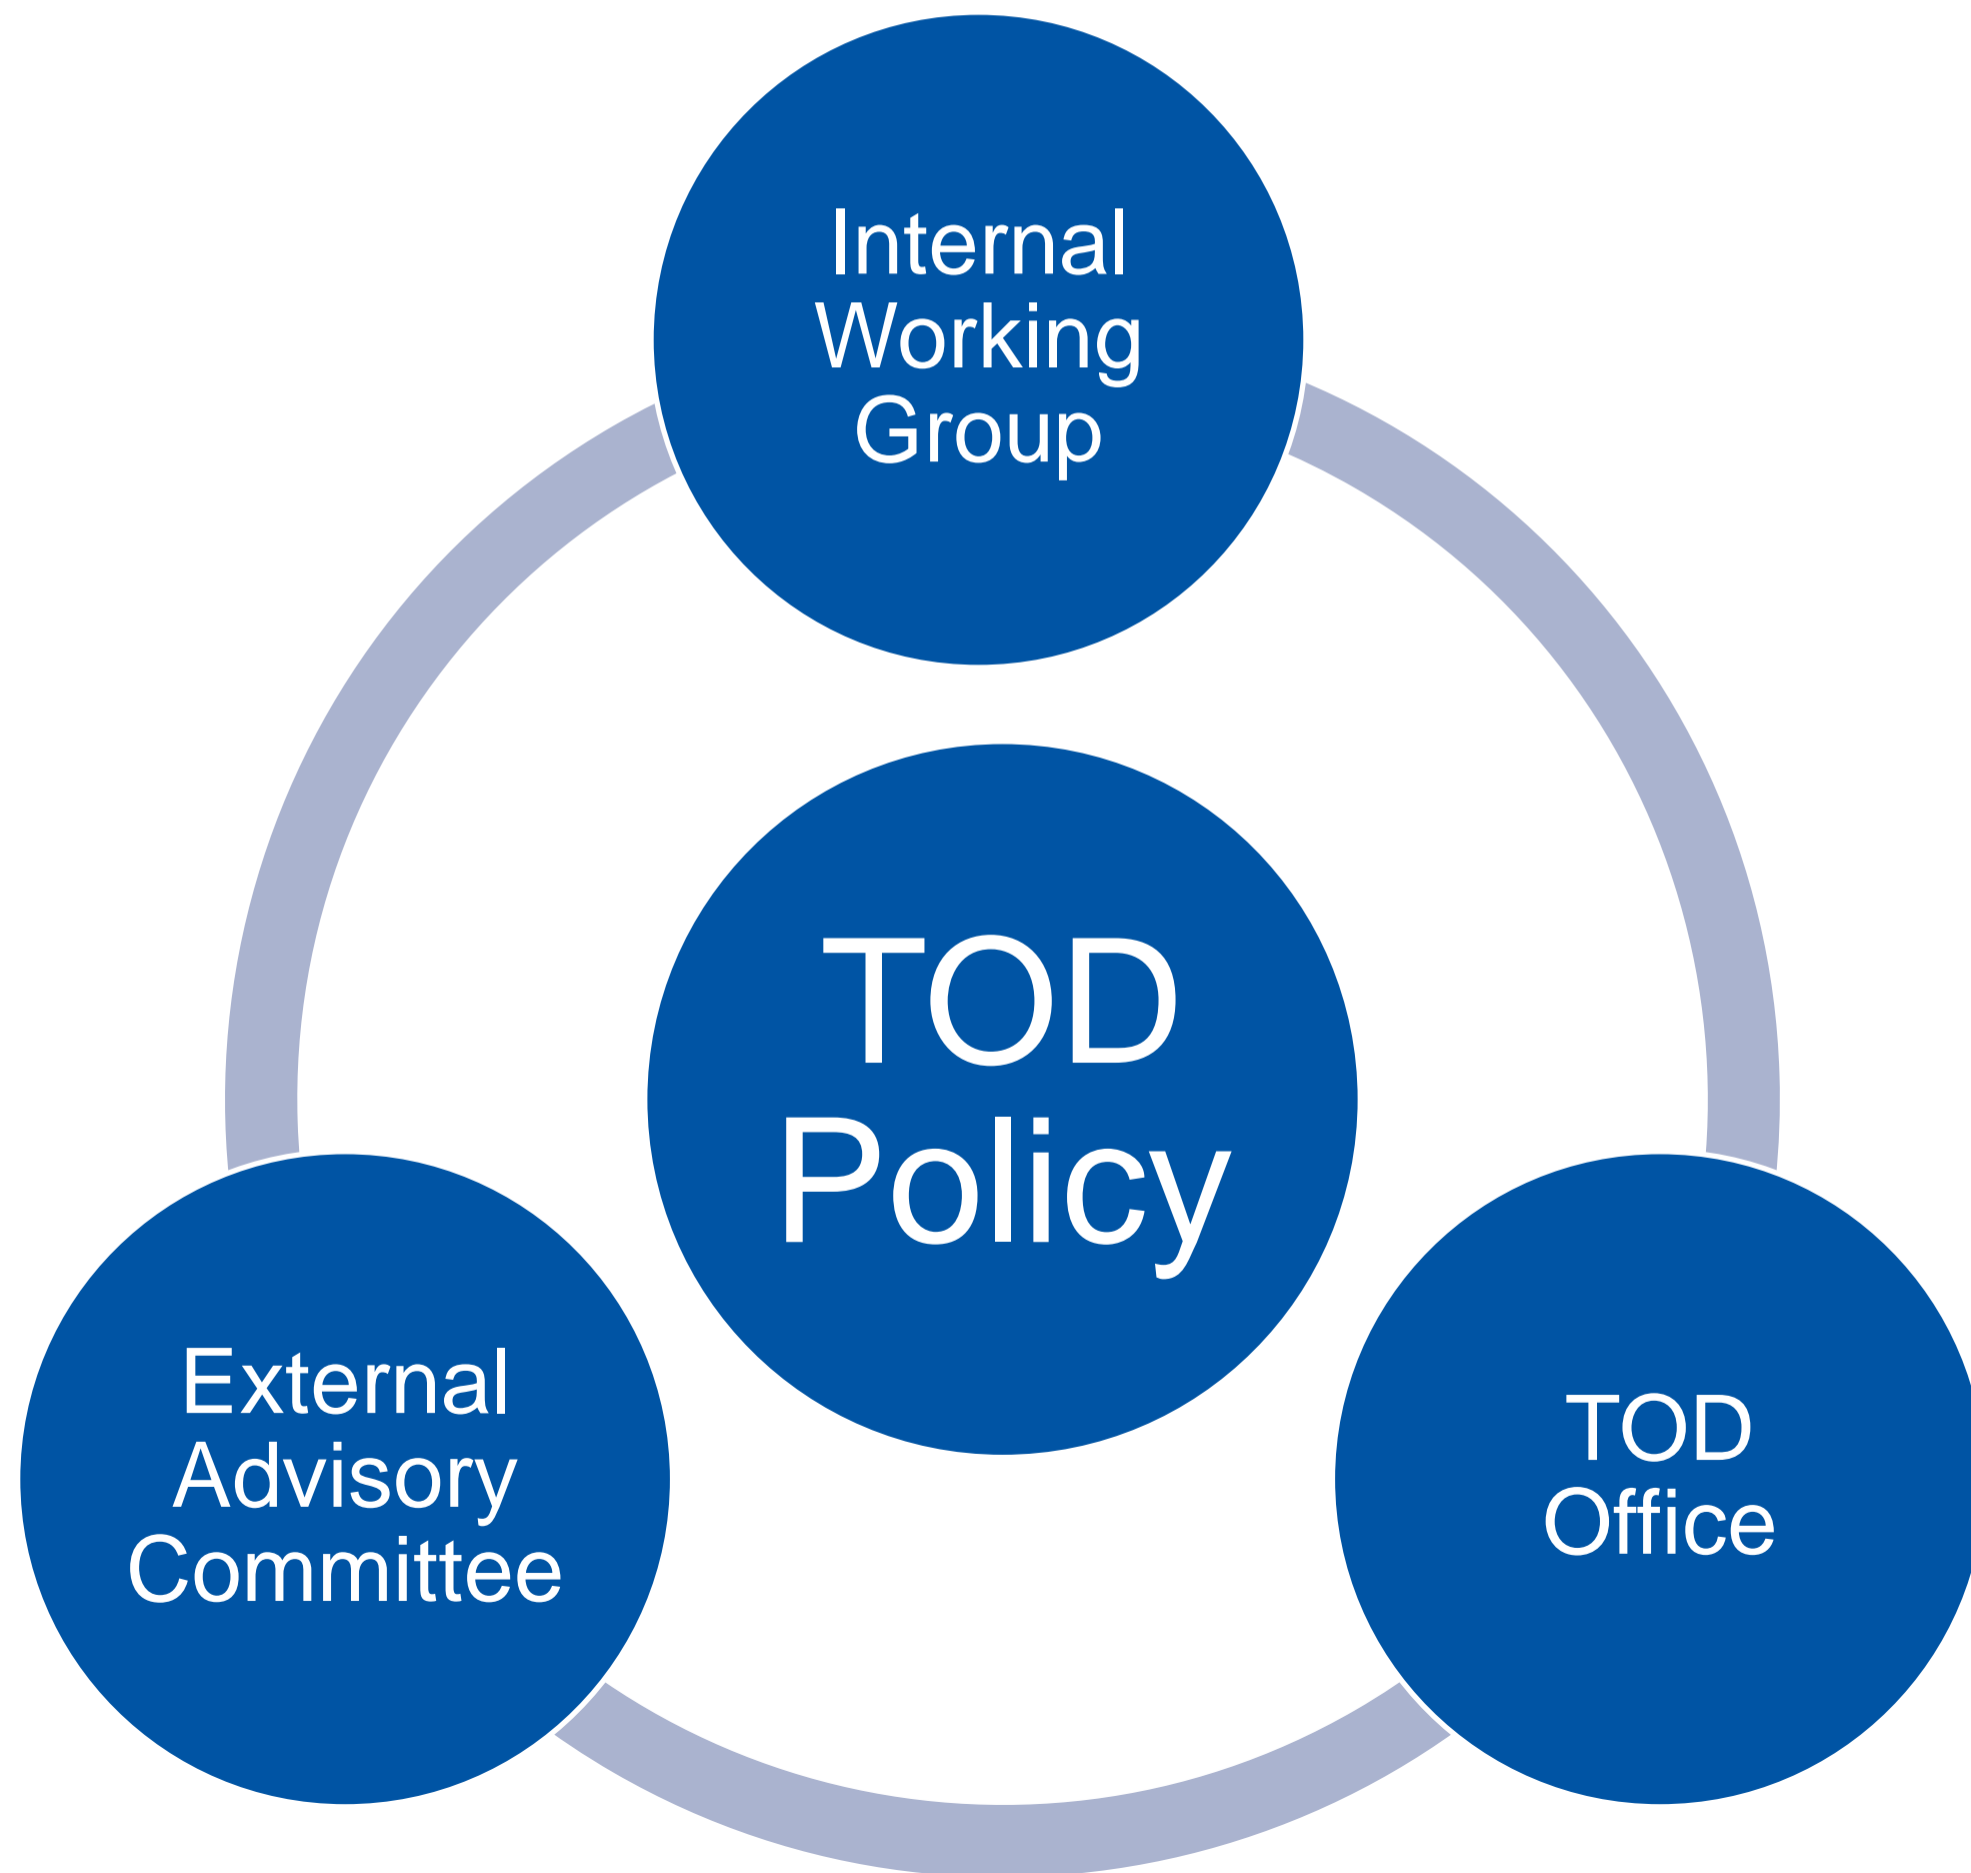 Internal
Working
Group
TOD
Policy
External
Advisory
Committee
TOD
Office